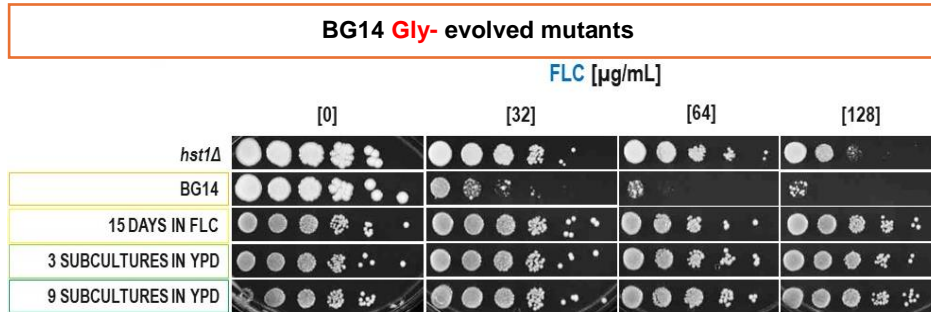 BG14 Gly- evolved mutants
FLC [µg/mL]
[0] [32] [64] [128]
hst1Δ
BG14
15 DAYS IN FLC
3 SUBCULTURES IN YPD
9 SUBCULTURES IN YPD